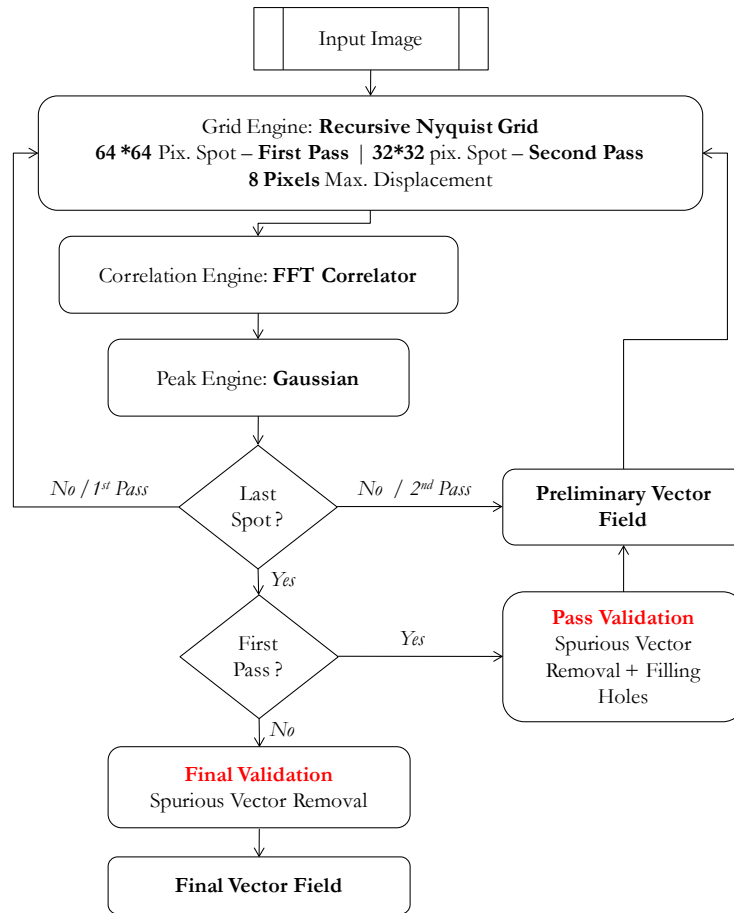 Input Image
Grid Engine: Recursive Nyquist Grid
64 *64 Pix. Spot – First Pass | 32*32 pix. Spot – Second Pass
8 Pixels Max. Displacement
Correlation Engine: FFT Correlator
Peak Engine: Gaussian
No / 1st Pass
Last
Spot ?
No / 2nd Pass
Preliminary Vector
Field
Yes
First
Pass ?
Yes
Pass Validation
Spurious Vector
Removal + Filling
Holes
No
Final Validation
Spurious Vector Removal
Final Vector Field